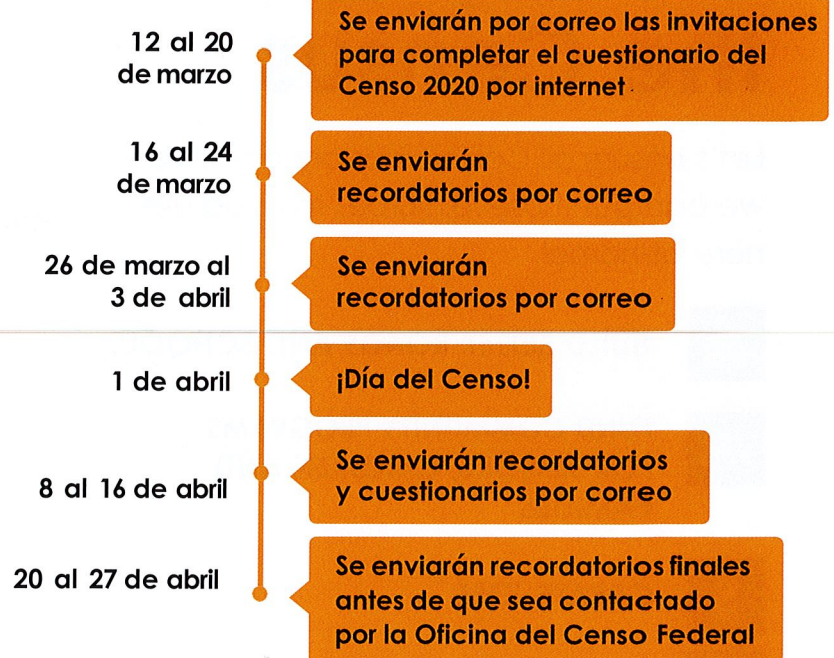 12 al 20
de marzo
Se enviarán por correo las invitaciones
para completar el cuestionario del
Censo 2020 por internet
16 al 24
de marzo
Se enviarán
recordatorios por correo
26 de marzo al
3 de abril
Se enviarán
recordatorios por correo
1 de abril
¡Día del Censo!
8 al 16 de abril
Se enviarán recordatorios
y cuestionarios por correo
20 al 27 de abril
Se enviarán recordatorios finales
antes de que sea contactado
por la Oficina del Censo Federal